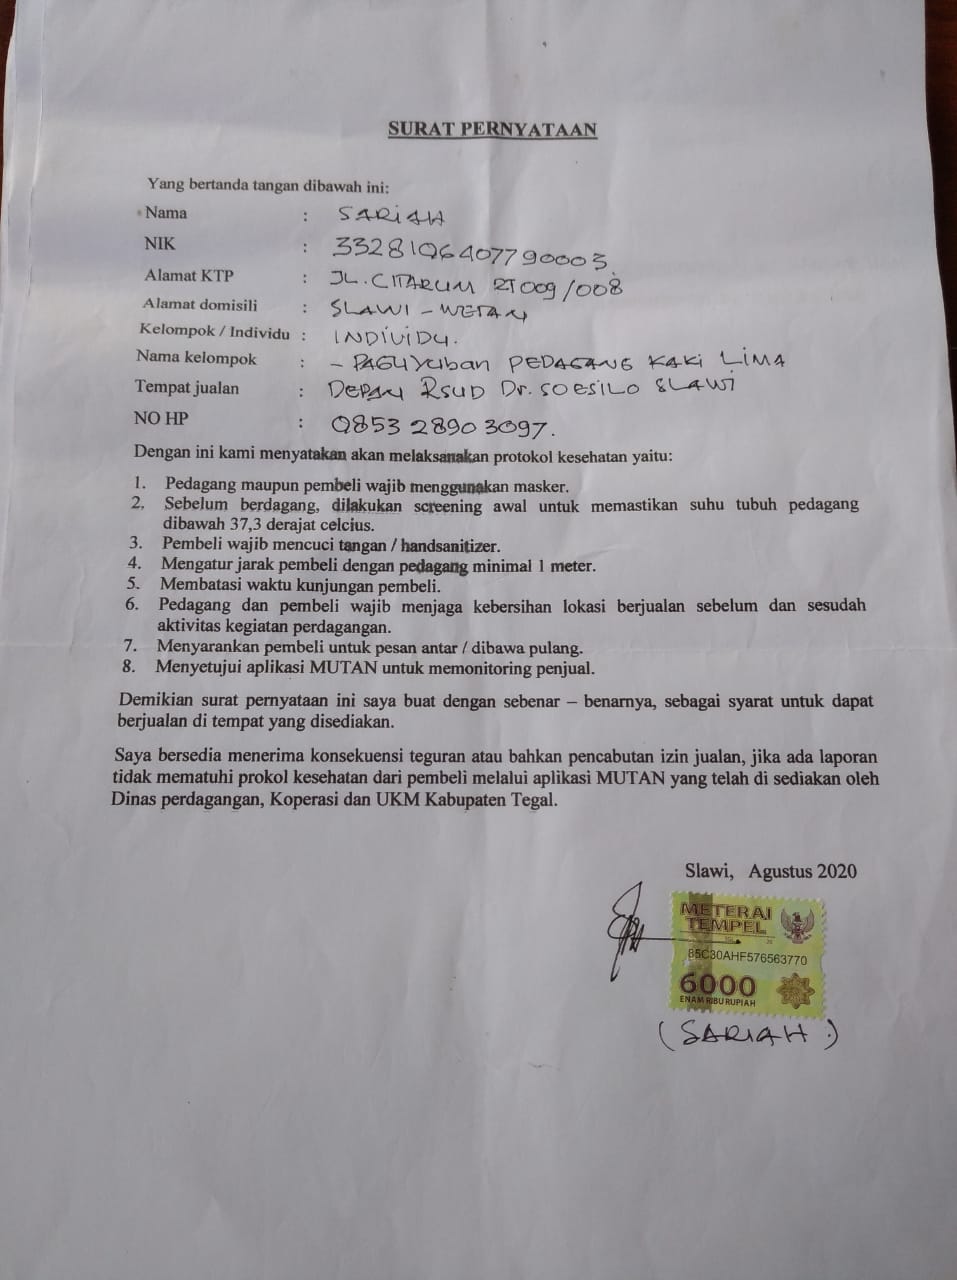 SURAT PERNYATAAN
Yang bertanda tangan dibawah ini:
Nama : SARIAH
NIK : 3328106407790003.
Alamat KTP : JL. CITARUM RT 009/008
Alamat domisili : SLAWI - WETAN
Kelompok / Individu : INDIVIDU.
Nama kelompok : - PAGUYuban PEDAGANG KAKI LIMA
Tempat jualan : DEPAN RSUD Dr. SOESILO SLAWI
NO HP : 0853 2890 3097.
Dengan ini kami menyatakan akan melaksanakan protokol kesehatan yaitu:
1. Pedagang maupun pembeli wajib menggunakan masker.
2. Sebelum berdagang, dilakukan screening awal untuk memastikan suhu tubuh pedagang
dibawah 37,3 derajat celcius.
3. Pembeli wajib mencuci tangan / handsanitizer.
4. Mengatur jarak pembeli dengan pedagang minimal 1 meter.
5. Membatasi waktu kunjungan pembeli.
6. Pedagang dan pembeli wajib menjaga kebersihan lokasi berjualan sebelum dan sesudah
aktivitas kegiatan perdagangan.
7. Menyarankan pembeli untuk pesan antar / dibawa pulang.
8. Menyetujui aplikasi MUTAN untuk memonitoring penjual.
Demikian surat pernyataan ini saya buat dengan sebenar – benarnya, sebagai syarat untuk dapat
berjualan di tempat yang disediakan.
Saya bersedia menerima konsekuensi teguran atau bahkan pencabutan izin jualan, jika ada laporan
tidak mematuhi prokol kesehatan dari pembeli melalui aplikasi MUTAN yang telah di sediakan oleh
Dinas perdagangan, Koperasi dan UKM Kabupaten Tegal.
Slawi, Agustus 2020
METERAI
TEMPEL
85C30AHF576563770
6000
ENAM RIBU RUPIAH
(SARIAH.)